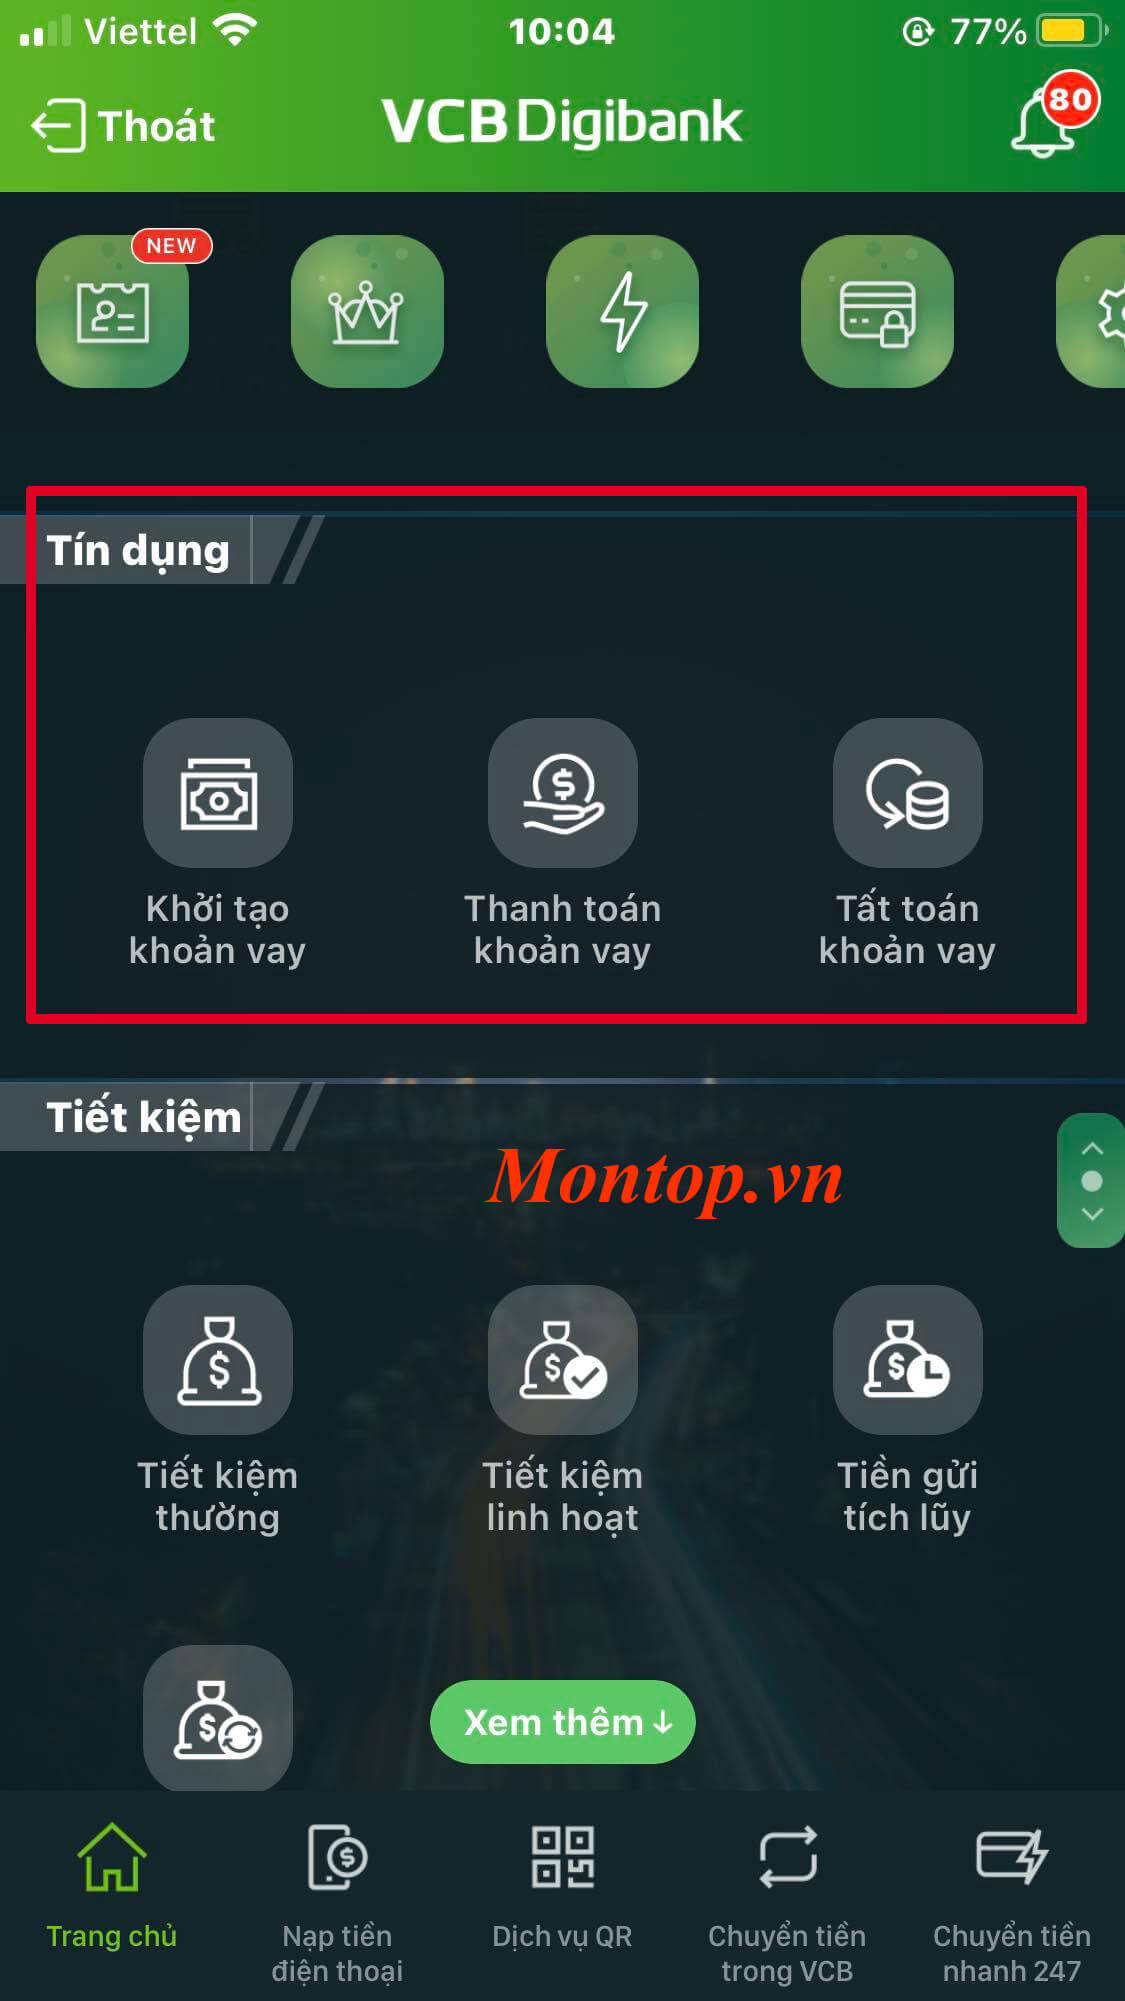 Viettel 10:04 77%
Thoát VCB Digibank 80
NEW
Tín dụng
Khởi tạo
khoản vay
Thanh toán
khoản vay
Tất toán
khoản vay
Tiết kiệm
Montop.vn
Tiết kiệm
thường
Tiết kiệm
linh hoạt
Tiền gửi
tích lũy
Xem thêm
Trang chủ
Nạp tiền
điện thoại
Dịch vụ QR
Chuyển tiền
trong VCB
Chuyển tiền
nhanh 247